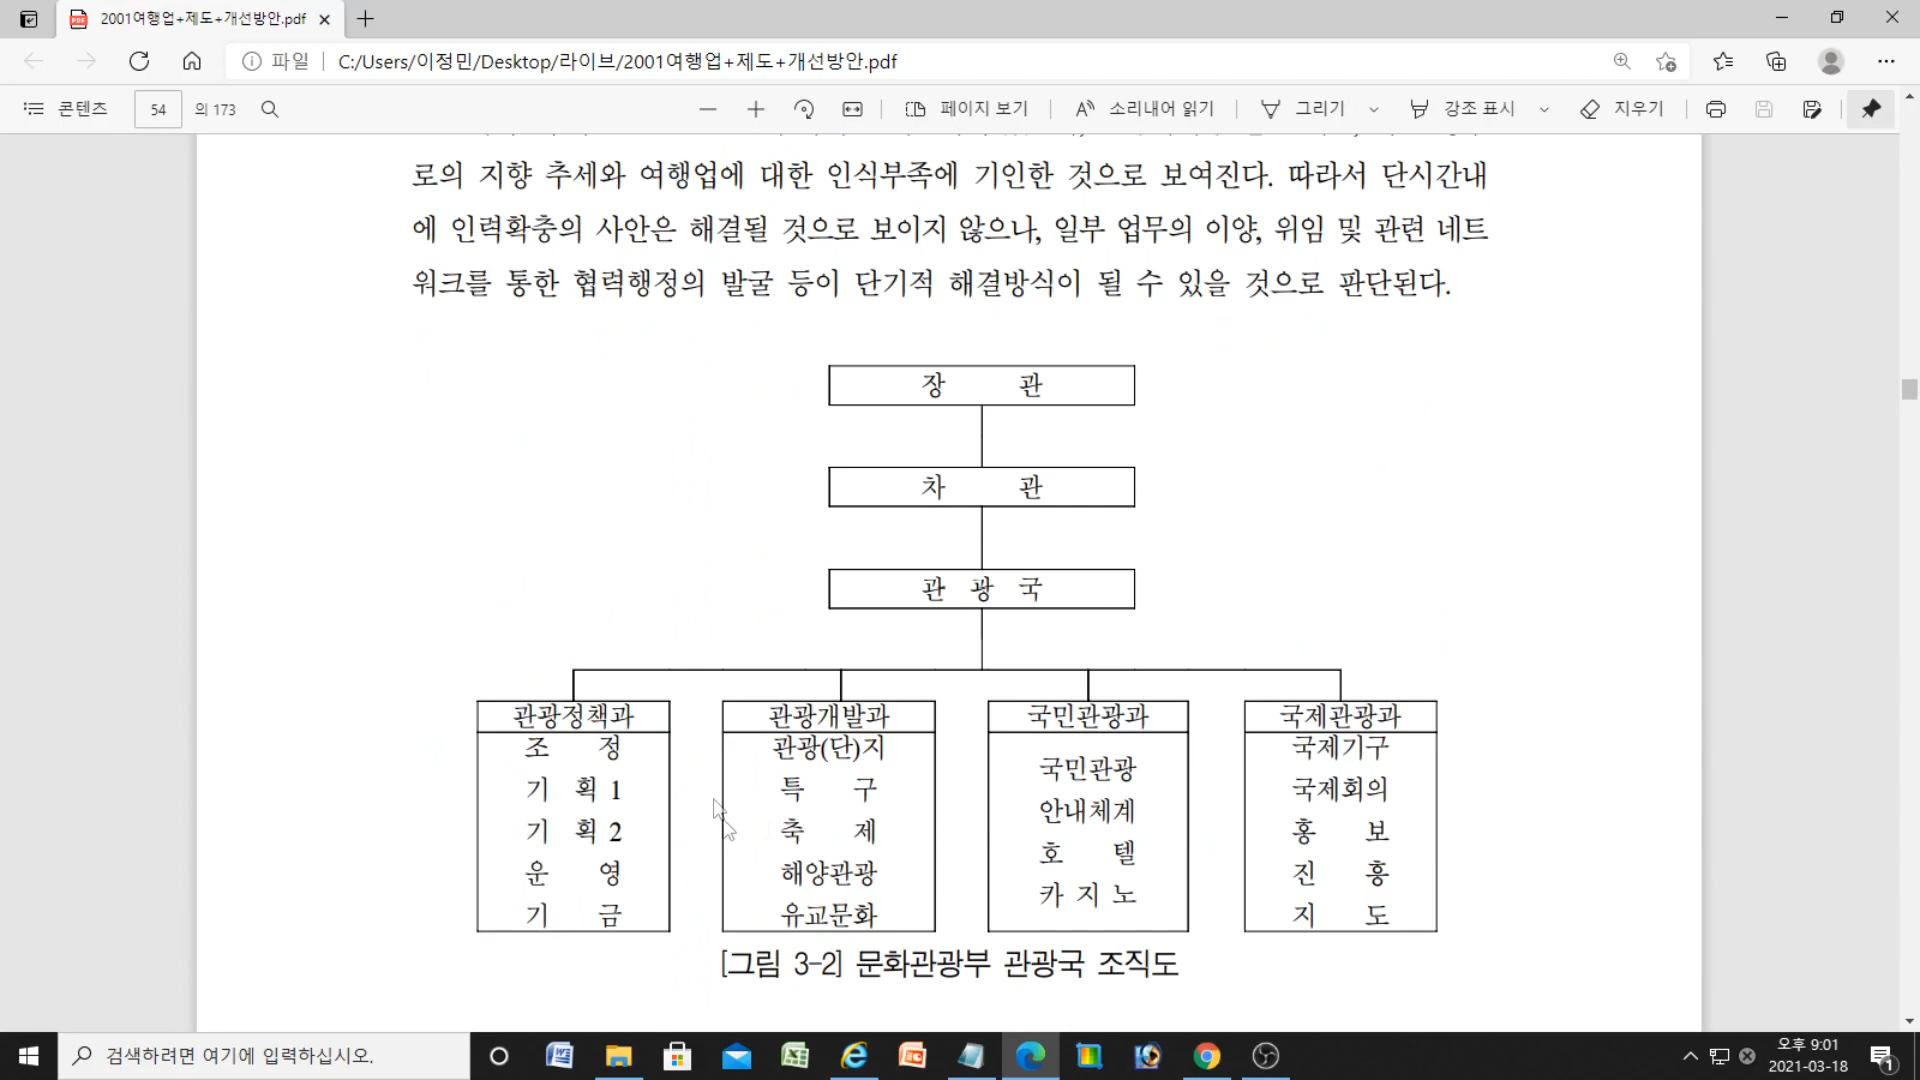 2001여행업+제도+개선방안.pdf
파일
C:/Users/이정민/Desktop/라이브/2001여행업+제도+개선방안.pdf
콘텐츠 54 의 173 페이지 보기 소리내어 읽기 그리기 강조 표시 지우기
로의 지향 추세와 여행업에 대한 인식부족에 기인한 것으로 보여진다. 따라서 단시간내
에 인력확충의 사안은 해결될 것으로 보이지 않으나, 일부 업무의 이양, 위임 및 관련 네트
워크를 통한 협력행정의 발굴 등이 단기적 해결방식이 될 수 있을 것으로 판단된다.
장 관
차 관
관 광 국
관광정책과
조 정
기 획 1
기 획 2
운 영
기 금
관광개발과
관광(단)지
특 구
축 제
해양관광
유교문화
국민관광과
국민관광
안내체계
호 텔
카 지 노
국제관광과
국제기구
국제회의
홍 보
진 흥
지 도
[그림 3-2] 문화관광부 관광국 조직도
검색하려면 여기에 입력하십시오.
오후 9:01
2021-03-18
1